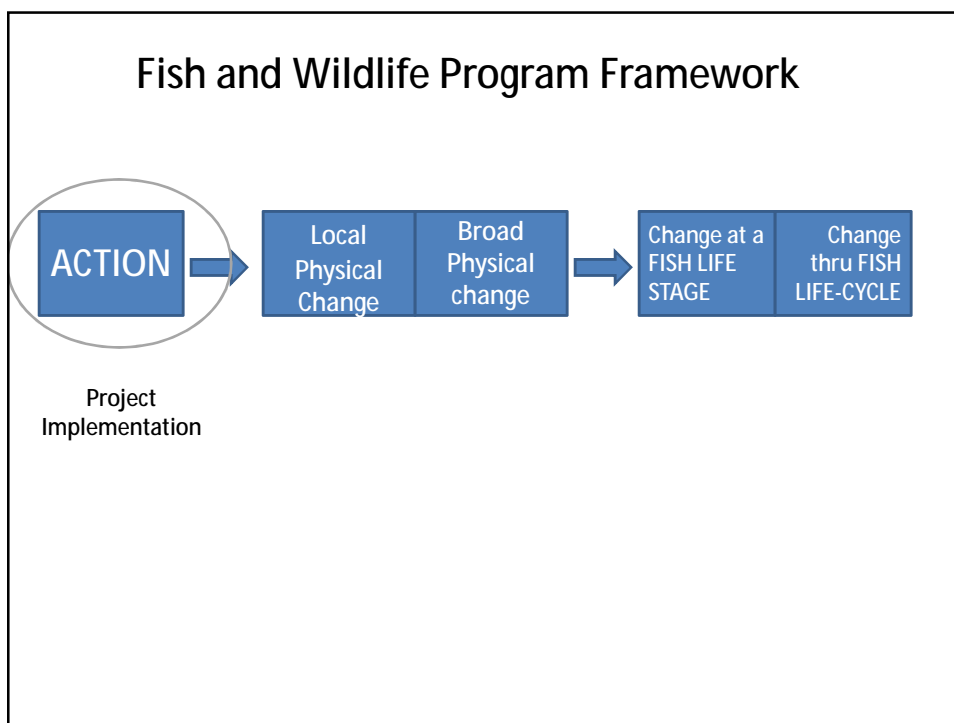 Fish and Wildlife Program Framework
ACTION
Local
Physical
Change
Broad
Physical
change
Change at a
FISH LIFE
STAGE
Change
thru FISH
LIFE-CYCLE
Project
Implementation